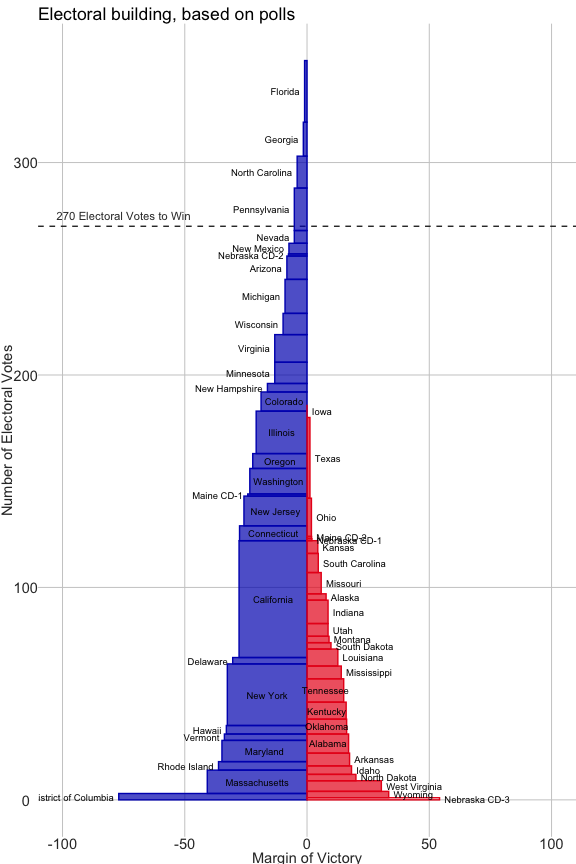 Electoral building, based on polls
Florida
Georgia
300
North Carolina
Pennsylvania
270 Electoral Votes to Win
Nevada
New Mexico
Nebraska CD-2
Arizona
Michigan
Wisconsin
Virginia
200
Minnesota
New Hampshire
Colorado
Iowa
Illinois
Texas
Oregon
Washington
Maine CD-1
New Jersey
Ohio
Connecticut
Maine CD-2
Nebraska CD-1
Kansas
South Carolina
100
Missouri
California
Alaska
Indiana
Utah
Montana
South Dakota
Delaware
Louisiana
Mississippi
New York
Tennessee
Kentucky
Hawaii
Oklahoma
Vermont
Maryland
Alabama
Rhode Island
Arkansas
Idaho
Massachusetts
North Dakota
West Virginia
istrict of Columbia
Wyoming
Nebraska CD-3
0
-100 -50 0 50 100
Margin of Victory
Number of Electoral Votes